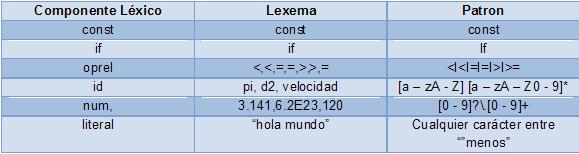 Componente Léxico Lexema Patron
const const const
if if If
oprel <,<,=,=,>,>,= <I<I=I=I>I>=
id pi, d2, velocidad [a – zA - Z] [a – zA – Z0 - 9]*
num, 3.141,6.2E23,120 [0 - 9]?\[0 - 9]+
literal “hola mundo” Cualquier carácter entre
“”menos”